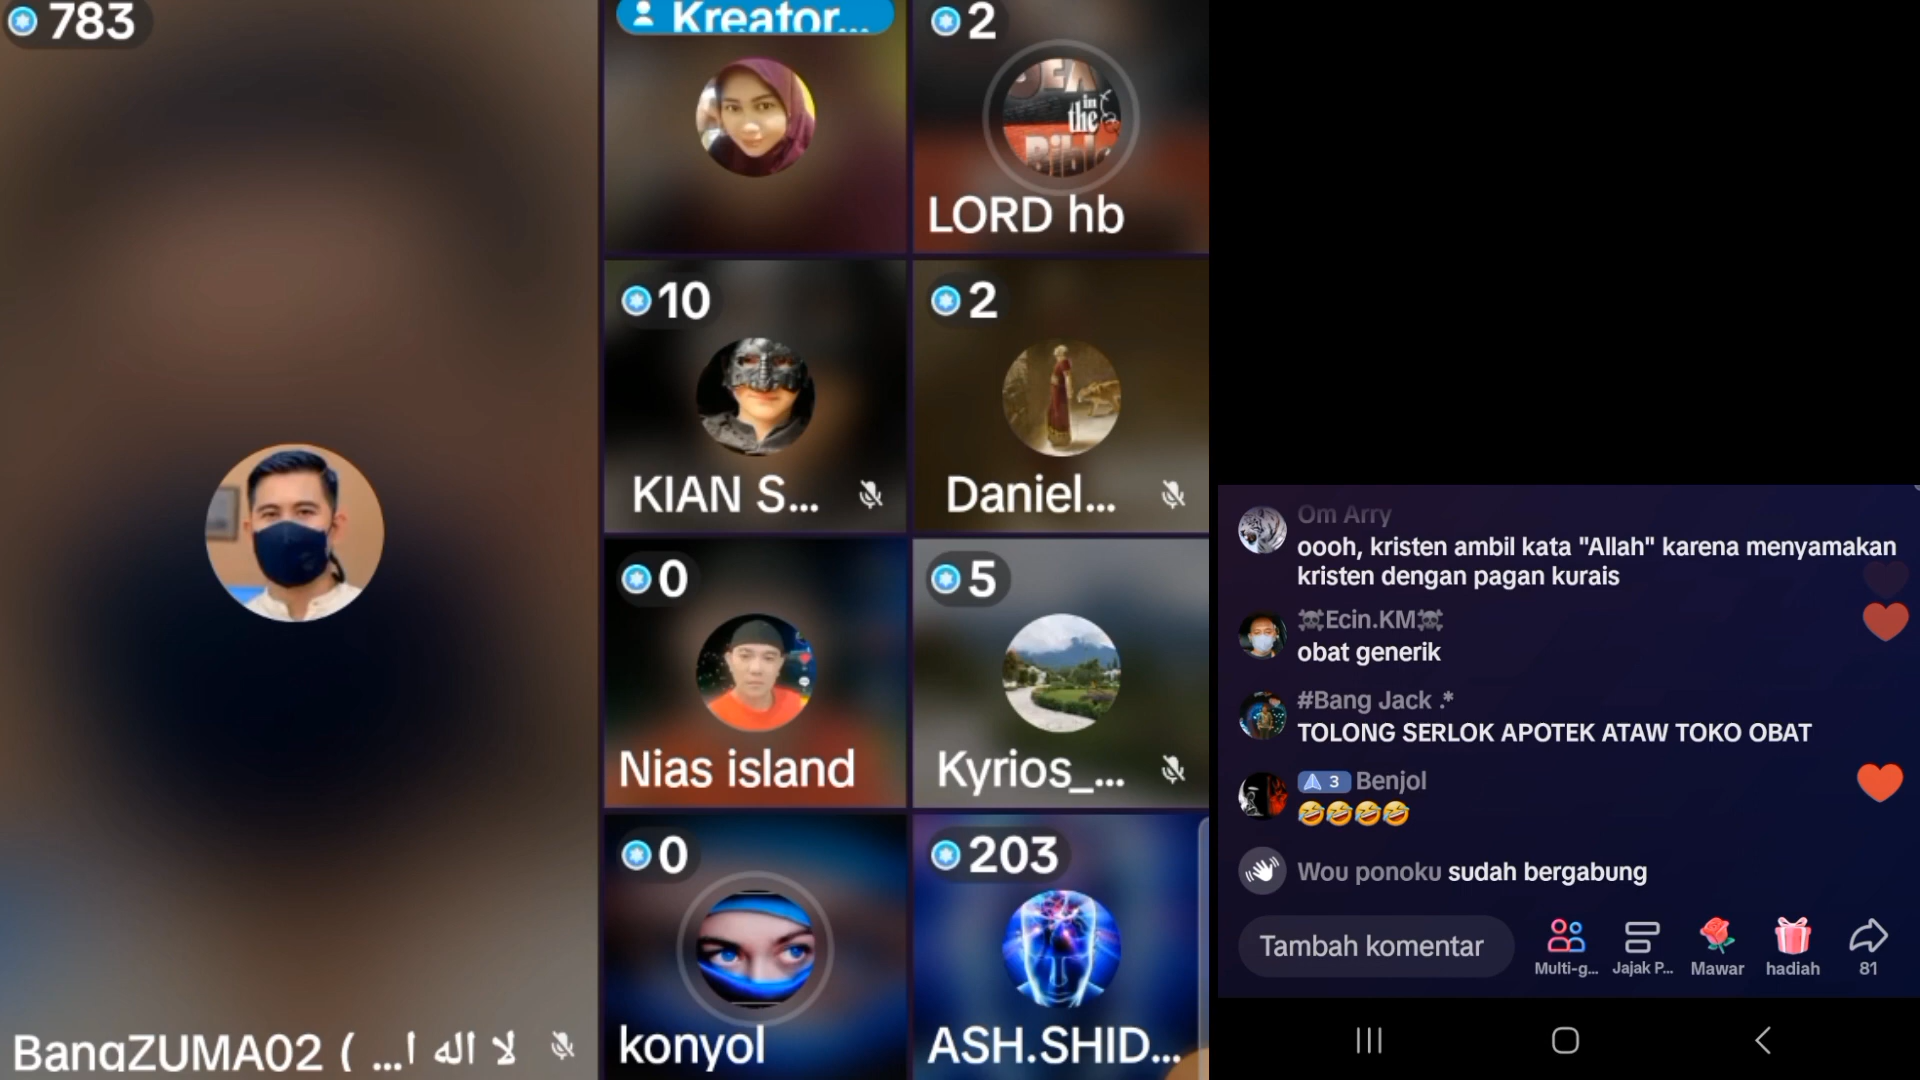 783
Kreator...
2
in
the
Bible
LORD hb
10
KIAN S...
2
Daniel...
0
Nias island
5
Kyrios_...
0
konyol
203
ASH.SHID...
BangZUMA02 ( لا اله ا...
Om Arry
oooh, kristen ambil kata "Allah" karena menyamakan
kristen dengan pagan kurais
☠️Ecin.KM☠️
obat generik
#Bang Jack .*
TOLONG SERLOK APOTEK ATAW TOKO OBAT
3 Benjol
🤣🤣🤣🤣
Wou ponoku sudah bergabung
Tambah komentar
Multi-g...
Jajak P...
Mawar
hadiah
81